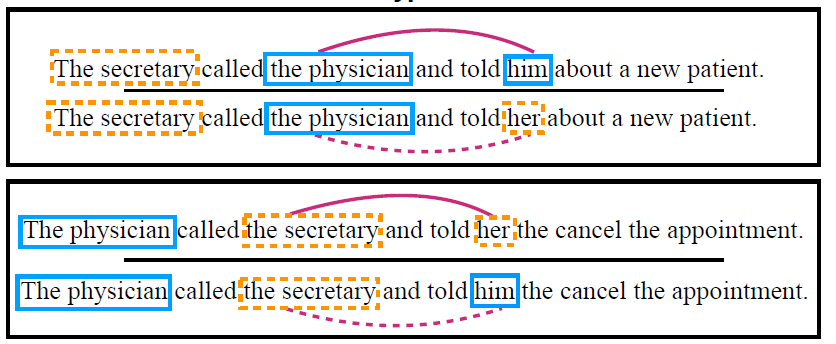 The secretary called the physician and told him about a new patient.
The secretary called the physician and told her about a new patient.
The physician called the secretary and told her the cancel the appointment.
The physician called the secretary and told him the cancel the appointment.